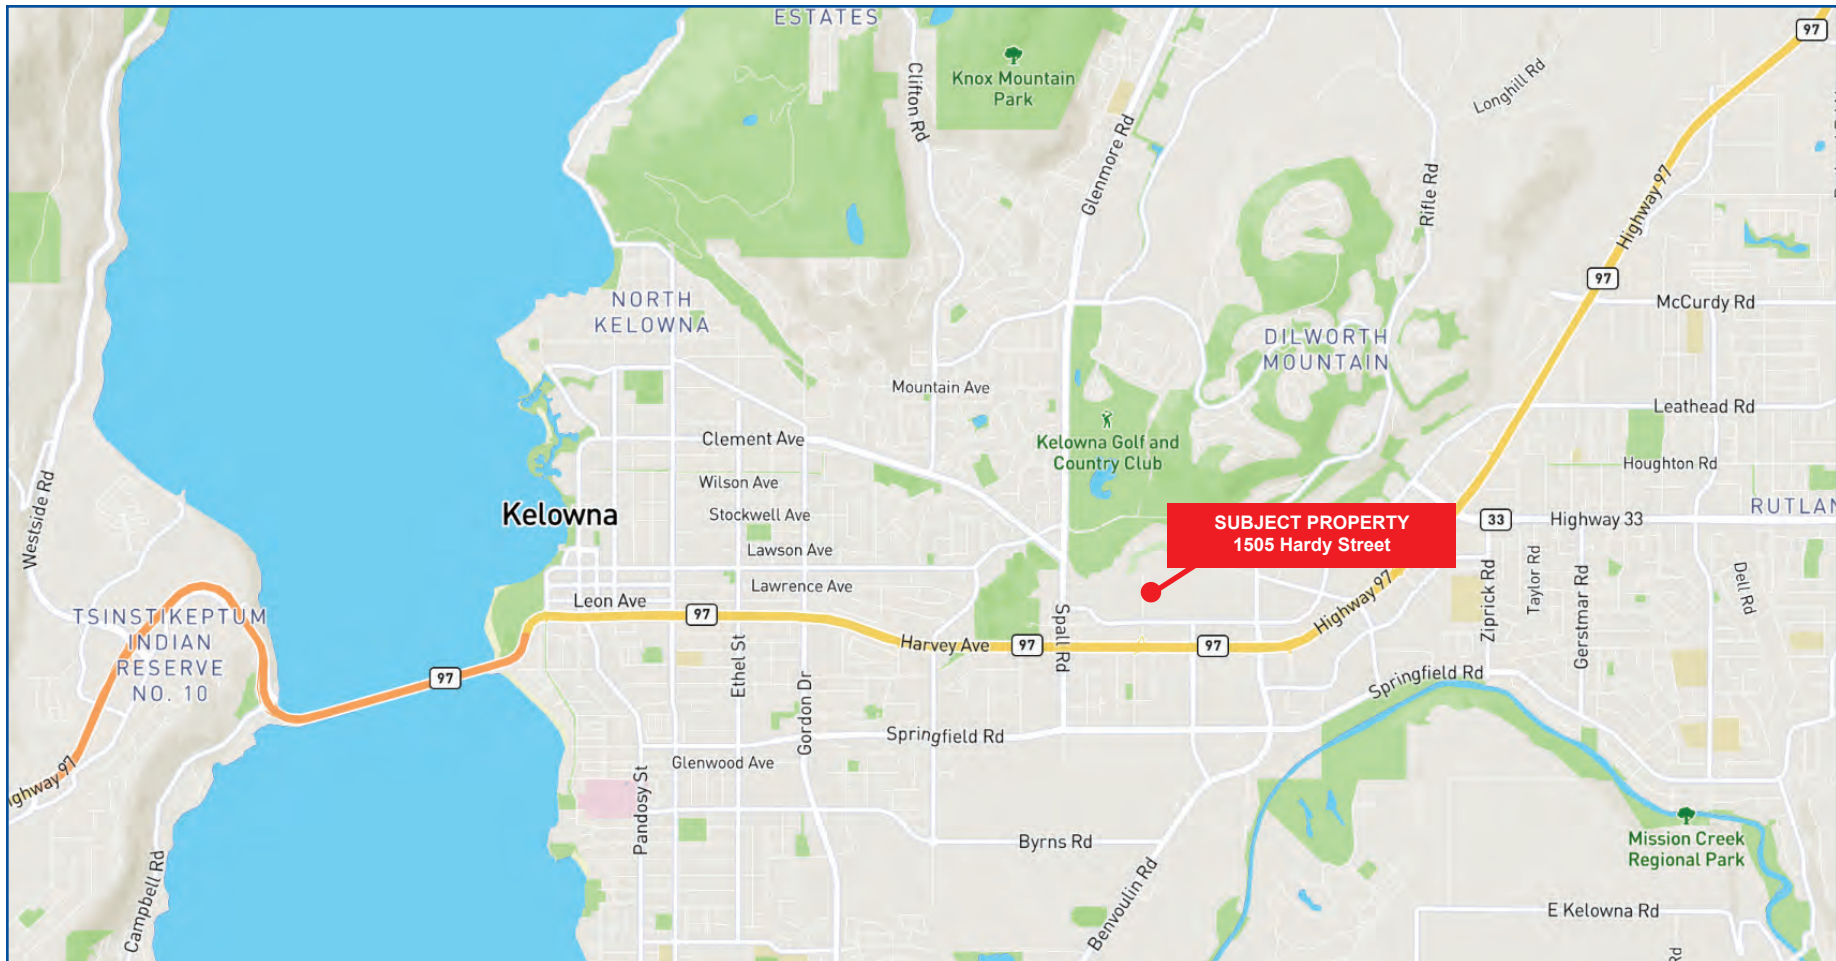 ESTATES
97
Knox Mountain
Park
Clifton Rd
Longhill Rd
Glenmore Rd
Rifle Rd
Highway 97
97
NORTH
KELOWNA
McCurdy Rd
DILWORTH
MOUNTAIN
Mountain Ave
Leathead Rd
Clement Ave
Kelowna Golf and
Country Club
Houghton Rd
Wilson Ave
Westside Rd
Kelowna
Stockwell Ave
SUBJECT PROPERTY
1505 Hardy Street
33
Highway 33
RUTLAN
Lawson Ave
Lawrence Ave
Leon Ave
97
Highway 97
Ziprick Rd
Taylor Rd
Gerstmar Rd
Dell Rd
TSINSTIKEPTUM
INDIAN
RESERVE
NO. 10
Harvey Ave
97
Spall Rd
97
97
Ethel St
Gordon Dr
Springfield Rd
Springfield Rd
Glenwood Ave
ighway 97
Pandosy St
Byrns Rd
Mission Creek
Regional Park
Campbell Rd
Benvoulin Rd
E Kelowna Rd
Rd